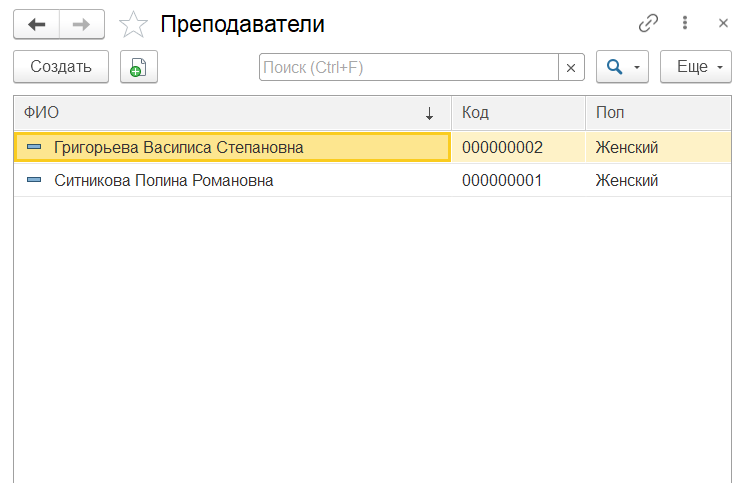 Преподаватели
Создать
Поиск (Ctrl+F)
Еще
ФИО Код Пол
Григорьева Василиса Степановна 000000002 Женский
Ситникова Полина Романовна 000000001 Женский